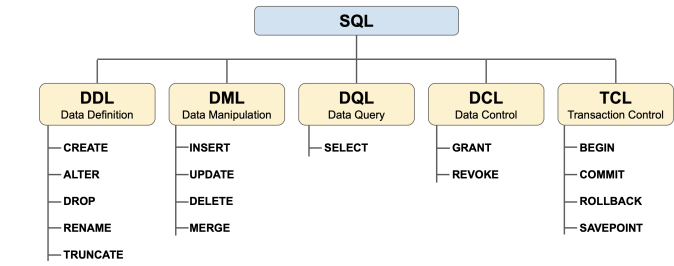 SQL
DDL
Data Definition
CREATE
ALTER
DROP
RENAME
TRUNCATE
DML
Data Manipulation
INSERT
UPDATE
DELETE
MERGE
DQL
Data Query
SELECT
DCL
Data Control
GRANT
REVOKE
TCL
Transaction Control
BEGIN
COMMIT
ROLLBACK
SAVEPOINT